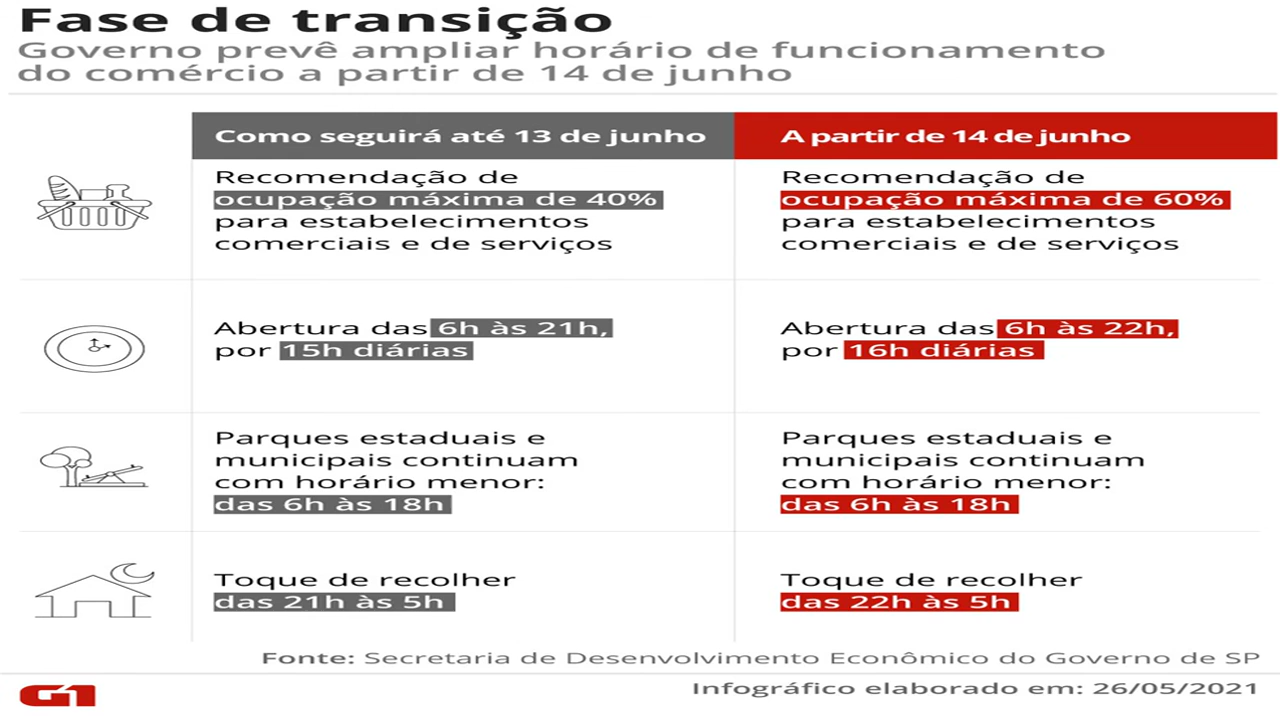 Fase de transição
Governo prevê ampliar horário de funcionamento
do comércio a partir de 14 de junho
Como seguirá até 13 de junho
A partir de 14 de junho
Recomendação de
ocupação máxima de 40%
para estabelecimentos
comerciais e de serviços
Recomendação de
ocupação máxima de 60%
para estabelecimentos
comerciais e de serviços
Abertura das 6h às 21h,
por 15h diárias
Abertura das 6h às 22h,
por 16h diárias
Parques estaduais e
municipais continuam
com horário menor:
das 6h às 18h
Parques estaduais e
municipais continuam
com horário menor:
das 6h às 18h
Toque de recolher
das 21h às 5h
Toque de recolher
das 22h às 5h
Fonte: Secretaria de Desenvolvimento Econômico do Governo de SP
G1
Infográfico elaborado em: 26/05/2021